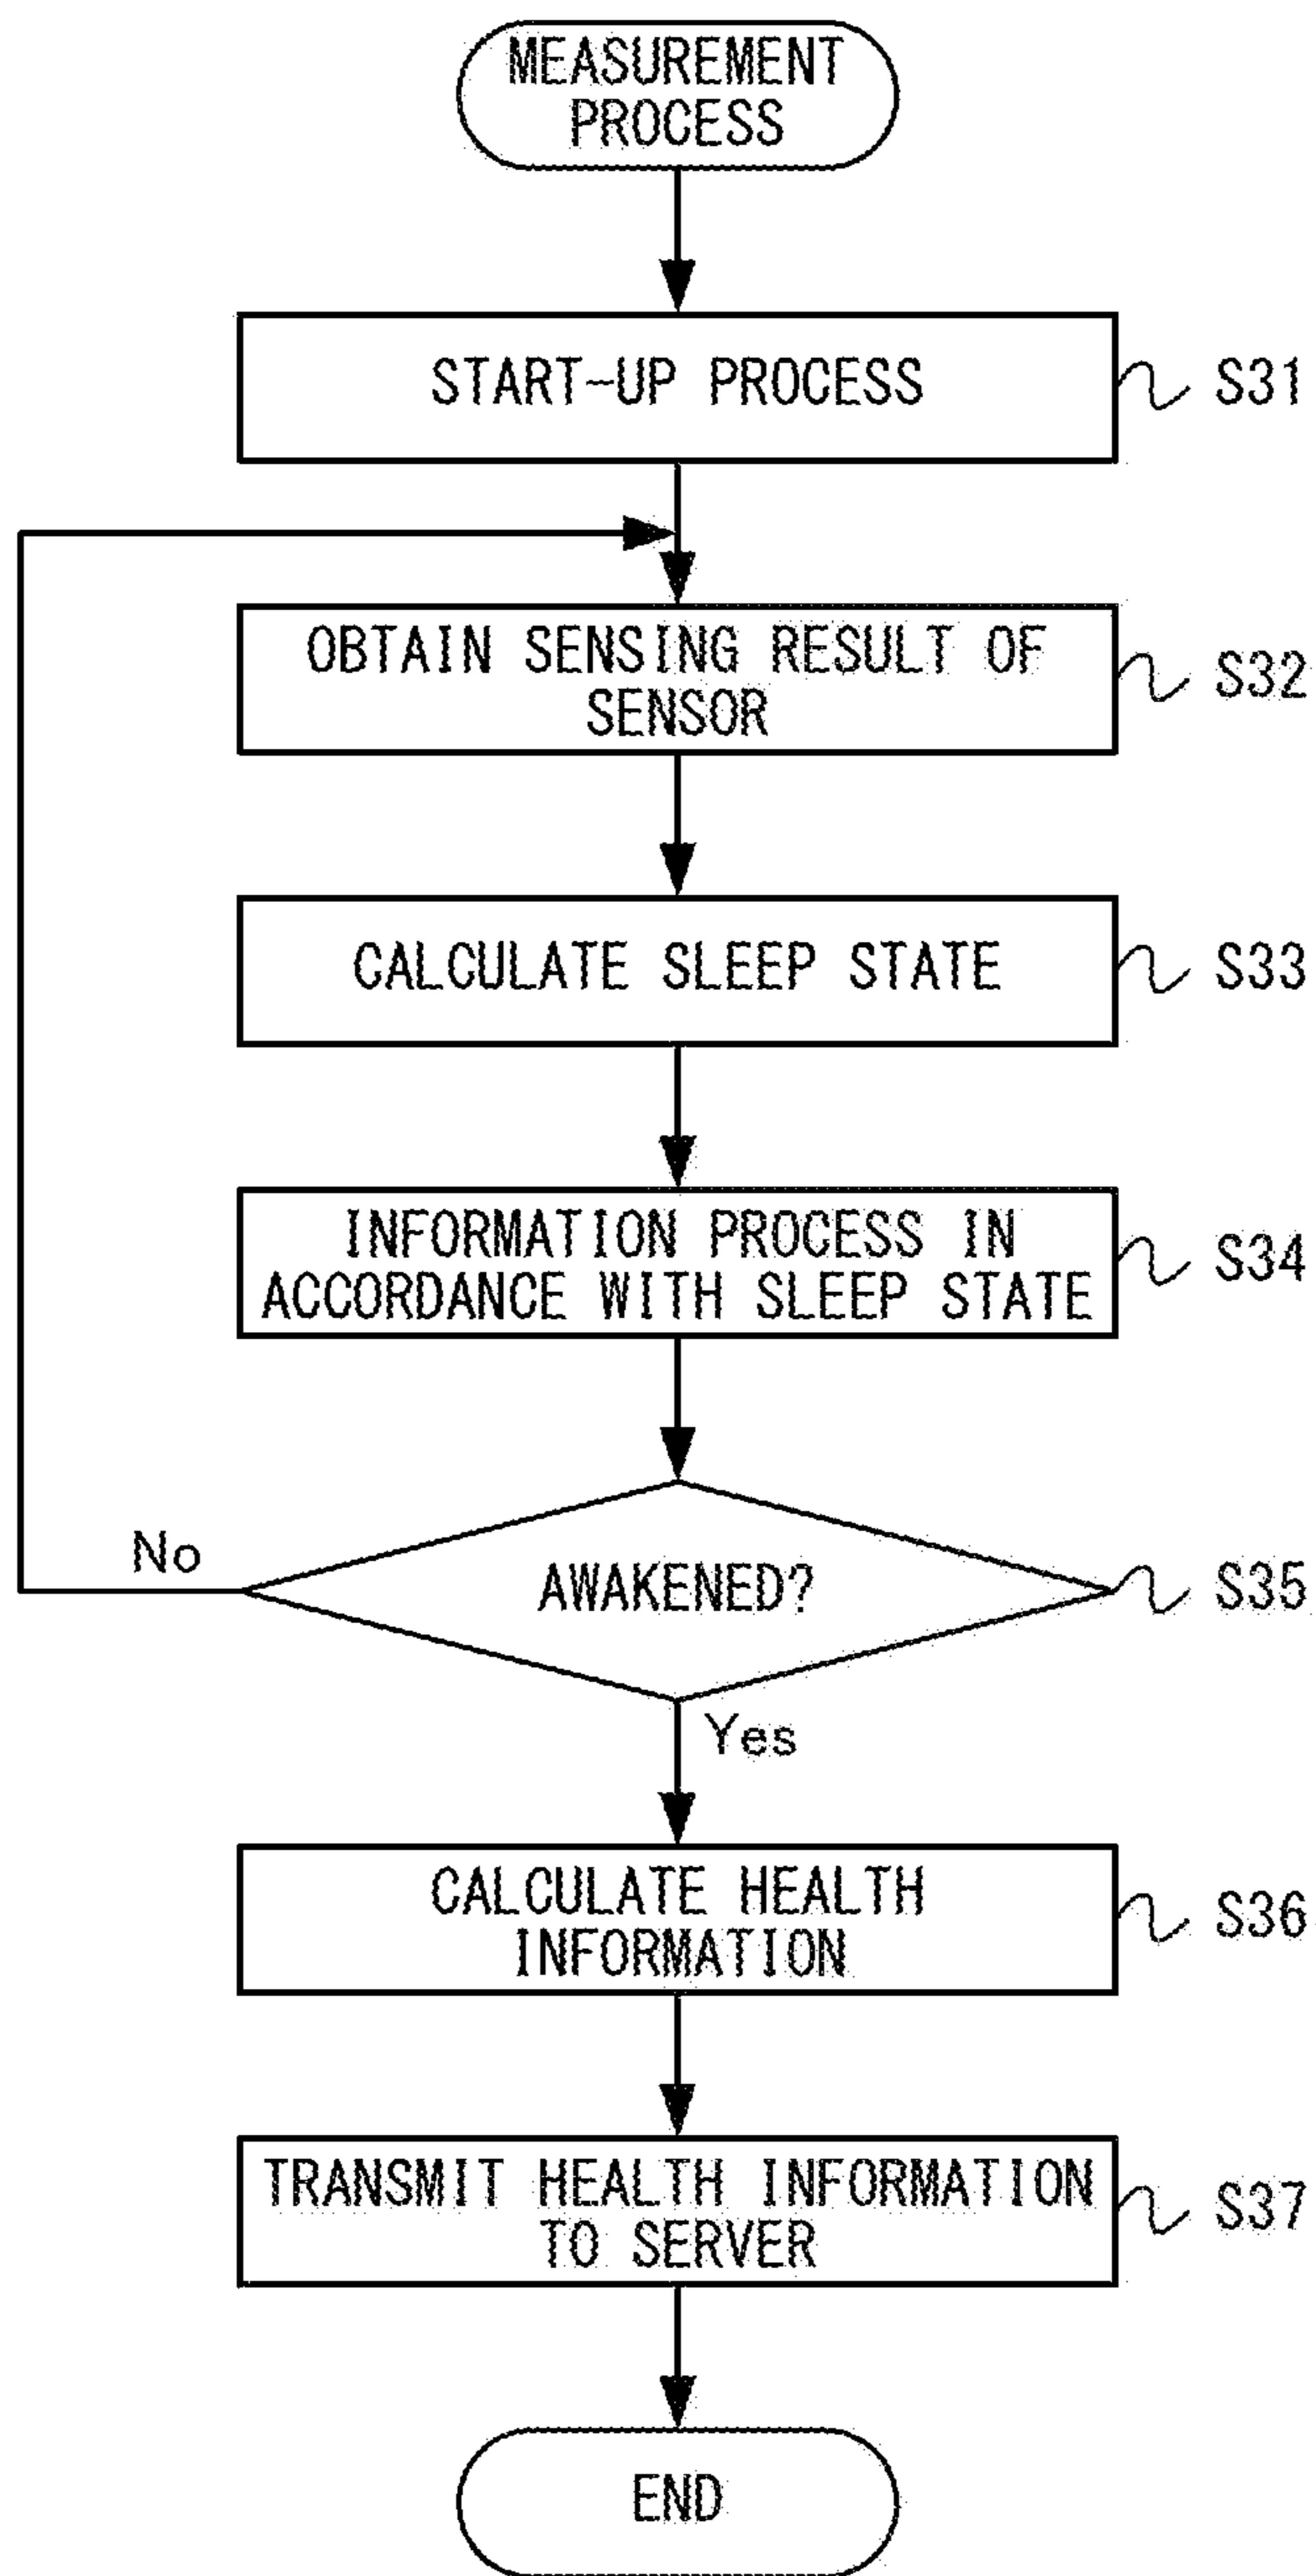 MEASUREMENT
PROCESS
START-UP PROCESS
S31
OBTAIN SENSING RESULT OF
SENSOR
S32
CALCULATE SLEEP STATE
S33
INFORMATION PROCESS IN
ACCORDANCE WITH SLEEP STATE
S34
No
AWAKENED?
S35
Yes
CALCULATE HEALTH
INFORMATION
S36
TRANSMIT HEALTH INFORMATION
TO SERVER
S37
END